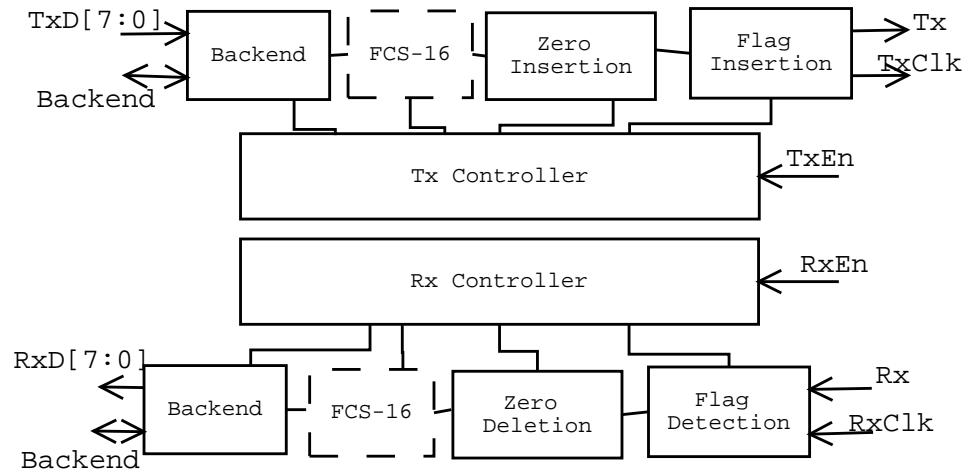 TxD[7:0]
Backend
Backend
FCS-16
Zero
Insertion
Flag
Insertion
Tx
TxClk
Tx Controller
TxEn
Rx Controller
RxEn
RxD[7:0]
Backend
Backend
FCS-16
Zero
Deletion
Flag
Detection
Rx
RxClk